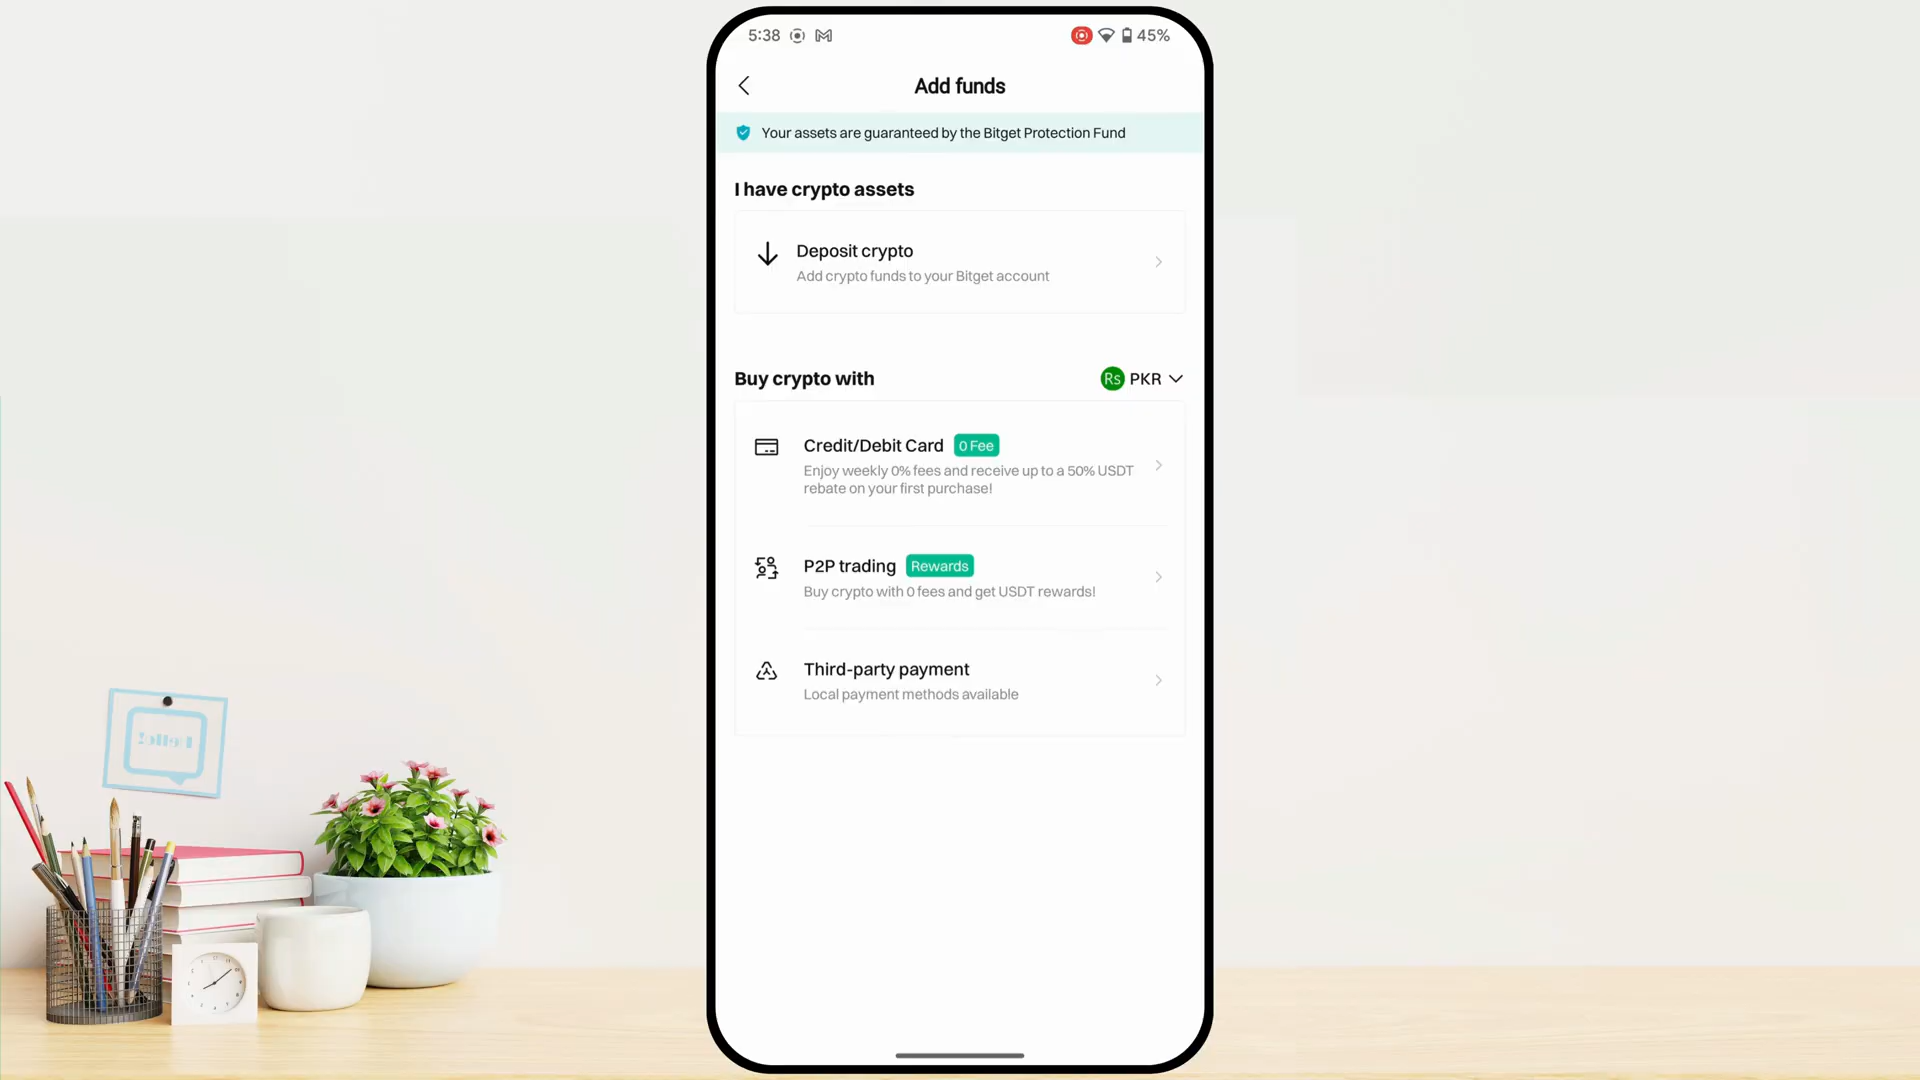 5:38
45%
Add funds
Your assets are guaranteed by the Bitget Protection Fund
I have crypto assets
Deposit crypto
Add crypto funds to your Bitget account
Buy crypto with
Rs PKR
Credit/Debit Card 0 Fee
Enjoy weekly 0% fees and receive up to a 50% USDT
rebate on your first purchase!
P2P trading Rewards
Buy crypto with 0 fees and get USDT rewards!
Third-party payment
Local payment methods available
Hello!